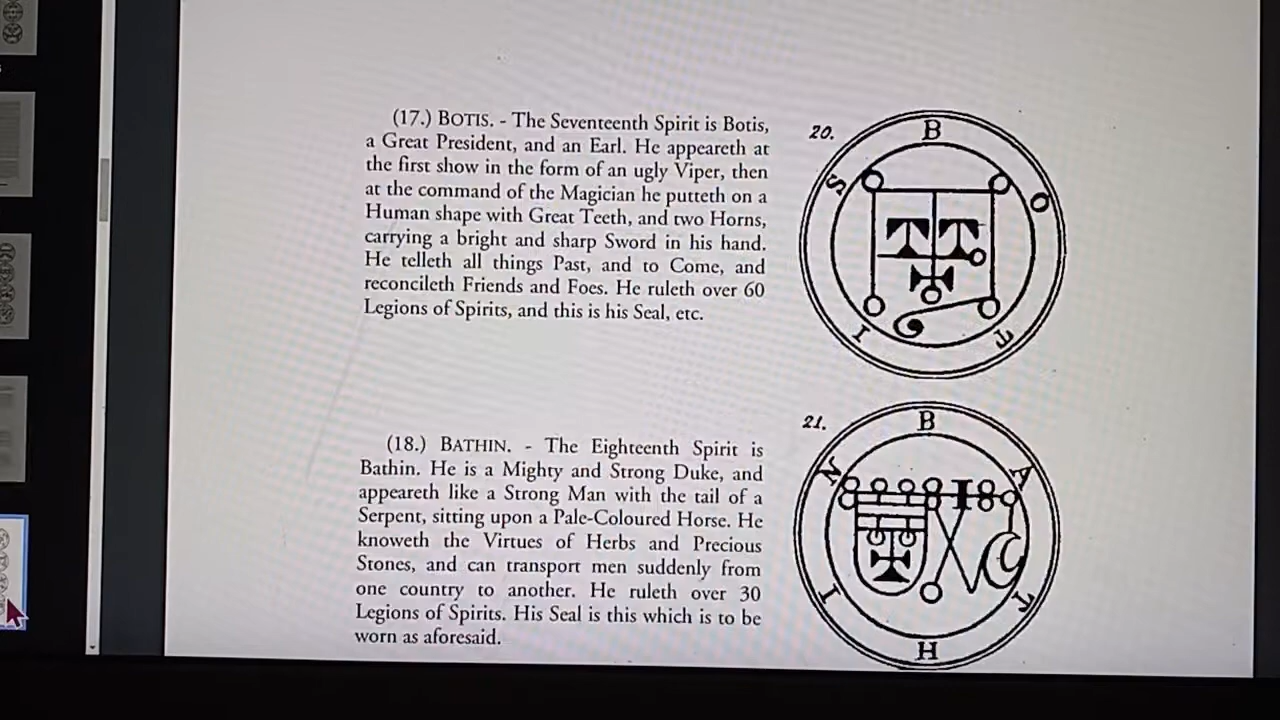 (17.) BOTIS. - The Seventeenth Spirit is Botis,
a Great President, and an Earl. He appeareth at
the first show in the form of an ugly Viper, then
at the command of the Magician he putteth on a
Human shape with Great Teeth, and two Horns,
carrying a bright and sharp Sword in his hand.
He telleth all things Past, and to Come, and
reconcileth Friends and Foes. He ruleth over 60
Legions of Spirits, and this is his Seal, etc.
20.
B O T I S
(18.) BATHIN. - The Eighteenth Spirit is
Bathin. He is a Mighty and Strong Duke, and
appeareth like a Strong Man with the tail of a
Serpent, sitting upon a Pale-Coloured Horse. He
knoweth the Virtues of Herbs and Precious
Stones, and can transport men suddenly from
one country to another. He ruleth over 30
Legions of Spirits. His Seal is this which is to be
worn as aforesaid.
21.
B A T H I N